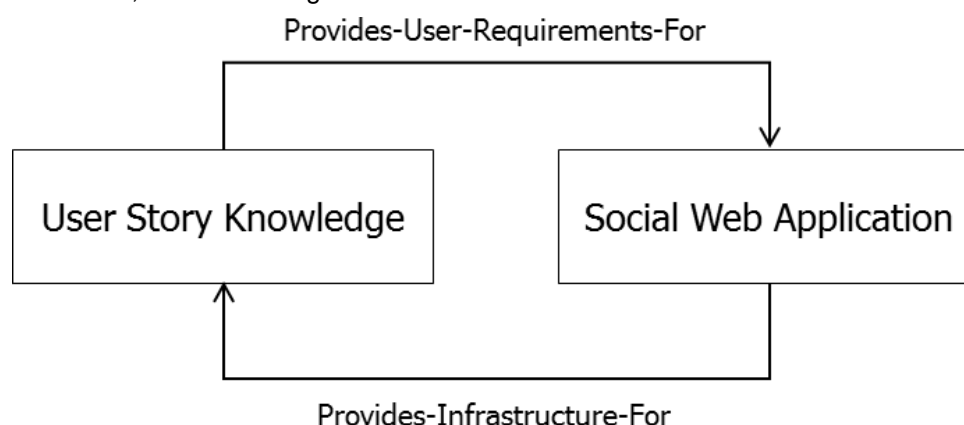 Provides-User-Requirements-For
User Story Knowledge
Social Web Application
Provides-Infrastructure-For